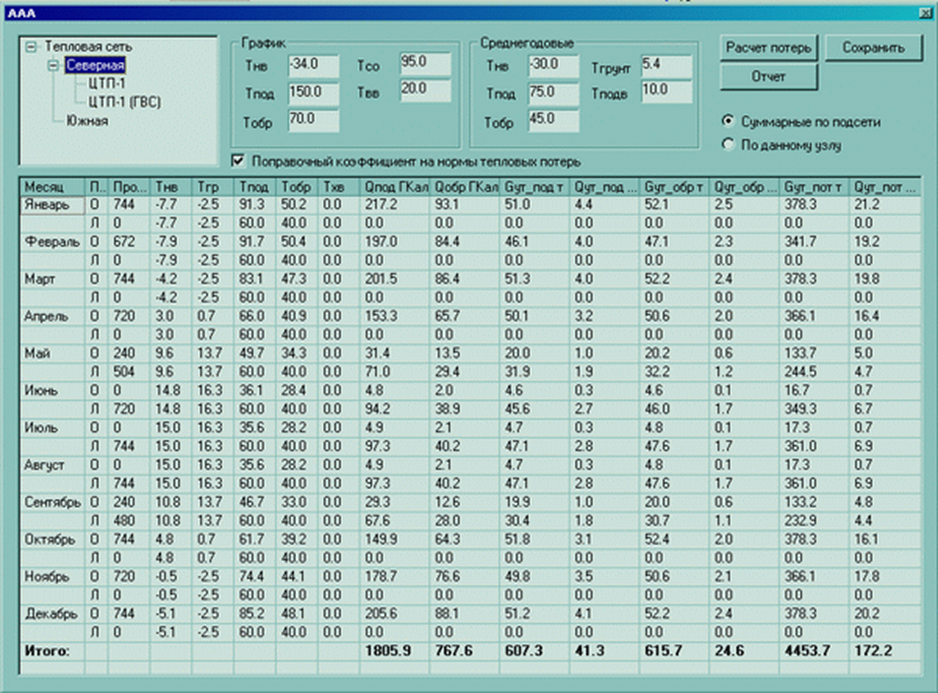 AAA
Тепловая сеть
Северная
ЦТП-1
ЦТП-1 (ГВС)
Южная
График
Тнв -34.0 Тсо 95.0
Тпод 150.0 Твв 20.0
Тобр 70.0
Среднегодовые
Тнв -30.0 Тгрунт 5.4
Тпод 75.0 Тподв 10.0
Тобр 45.0
Расчет потерь Сохранить
Отчет
Суммарные по подсети
По данному узлу
Поправочный коэффициент на нормы тепловых потерь
Месяц П... Про... Тнв Тгр Тпод Тобр Тхв Qпод ГКал Qобр ГКал Gут_под т Qут_под ... Gут_обр т Qут_обр ... Gут_пот т Qут_пот ...
Январь О 744 -7.7 -2.5 91.3 50.2 0.0 217.2 93.1 51.0 4.4 52.1 2.5 378.3 21.2
Л 0 -7.7 -2.5 60.0 40.0 0.0 0.0 0.0 0.0 0.0 0.0 0.0 0.0 0.0
Февраль О 672 -7.9 -2.5 91.7 50.4 0.0 197.0 84.4 46.1 4.0 47.1 2.3 341.7 19.2
Л 0 -7.9 -2.5 60.0 40.0 0.0 0.0 0.0 0.0 0.0 0.0 0.0 0.0 0.0
Март О 744 -4.2 -2.5 83.1 47.3 0.0 201.5 86.4 51.3 4.0 52.2 2.4 378.3 19.8
Л 0 -4.2 -2.5 60.0 40.0 0.0 0.0 0.0 0.0 0.0 0.0 0.0 0.0 0.0
Апрель О 720 3.0 0.7 66.0 40.9 0.0 153.3 65.7 50.1 3.2 50.6 2.0 366.1 16.4
Л 0 3.0 0.7 60.0 40.0 0.0 0.0 0.0 0.0 0.0 0.0 0.0 0.0 0.0
Май О 240 9.6 13.7 49.7 34.3 0.0 31.4 13.5 20.0 1.0 20.2 0.6 133.7 5.0
Л 504 9.6 13.7 60.0 40.0 0.0 71.0 29.4 31.9 1.9 32.2 1.2 244.5 4.7
Июнь О 0 14.8 16.3 36.1 28.4 0.0 4.8 2.0 4.6 0.3 4.6 0.1 16.7 0.7
Л 720 14.8 16.3 60.0 40.0 0.0 94.2 38.9 45.6 2.7 46.0 1.7 349.3 6.7
Июль О 0 15.0 16.3 35.6 28.2 0.0 4.9 2.1 4.7 0.3 4.8 0.1 17.3 0.7
Л 744 15.0 16.3 60.0 40.0 0.0 97.3 40.2 47.1 2.8 47.6 1.7 361.0 6.9
Август О 0 15.0 16.3 35.6 28.2 0.0 4.9 2.1 4.7 0.3 4.8 0.1 17.3 0.7
Л 744 15.0 16.3 60.0 40.0 0.0 97.3 40.2 47.1 2.8 47.6 1.7 361.0 6.9
Сентябрь О 240 10.8 13.7 46.7 33.0 0.0 29.3 12.6 19.9 1.0 20.0 0.6 133.2 4.8
Л 480 10.8 13.7 60.0 40.0 0.0 67.6 28.0 30.4 1.8 30.7 1.1 232.9 4.4
Октябрь О 744 4.8 0.7 61.7 39.2 0.0 149.9 64.3 51.8 3.1 52.4 2.0 378.3 16.1
Л 0 4.8 0.7 60.0 40.0 0.0 0.0 0.0 0.0 0.0 0.0 0.0 0.0 0.0
Ноябрь О 720 -0.5 -2.5 74.4 44.1 0.0 178.7 76.6 49.8 3.5 50.6 2.1 366.1 17.8
Л 0 -0.5 -2.5 60.0 40.0 0.0 0.0 0.0 0.0 0.0 0.0 0.0 0.0 0.0
Декабрь О 744 -5.1 -2.5 85.2 48.1 0.0 205.6 88.1 51.2 4.1 52.2 2.4 378.3 20.2
Л 0 -5.1 -2.5 60.0 40.0 0.0 0.0 0.0 0.0 0.0 0.0 0.0 0.0 0.0
Итого: 1805.9 767.6 607.3 41.3 615.7 24.6 4453.7 172.2